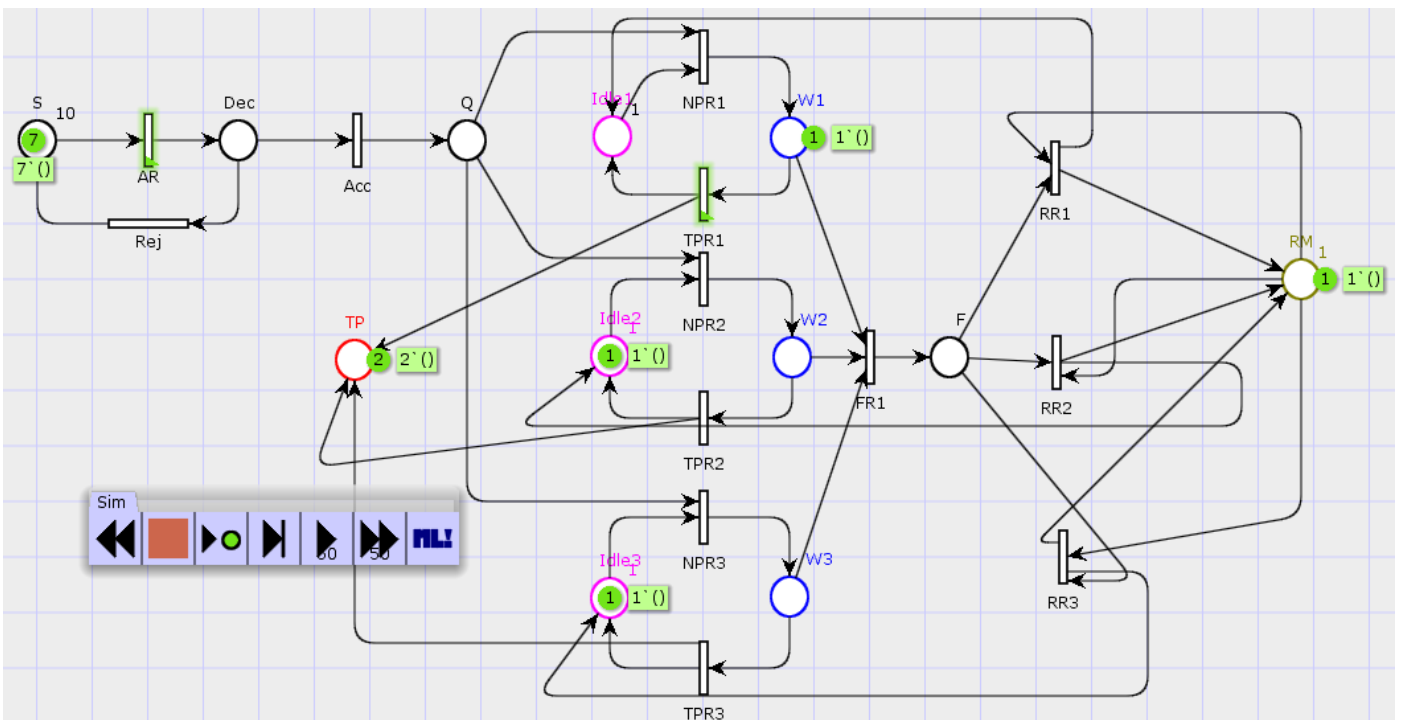 S
10
Dec
Q
Idle1
1
NPR1
W1
1
1`()
7
7`()
AR
Acc
Rej
TPR1
RR1
RM
1
1
1`()
TP
2
2`()
Idle2
1
1
1`()
NPR2
W2
F
FR1
RR2
TPR2
Sim
50
50
ML!
Idle3
1
1
1`()
NPR3
W3
RR3
TPR3